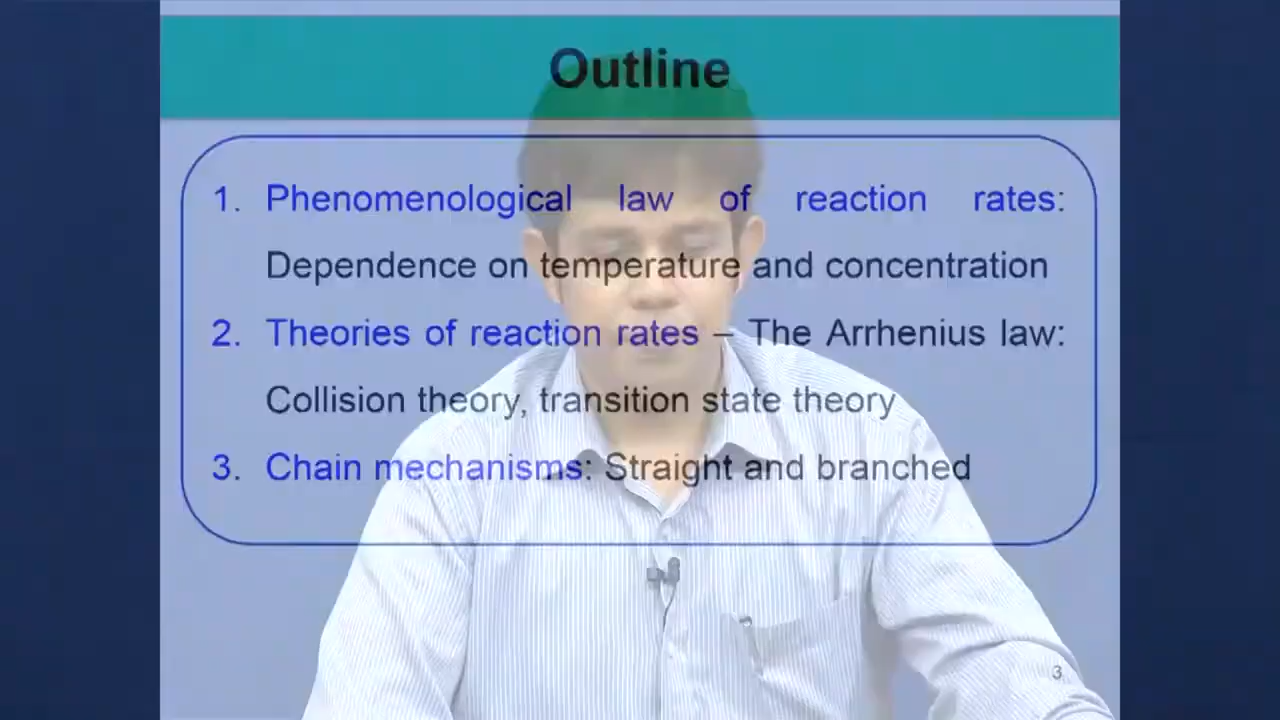 Outline
1. Phenomenological law of reaction rates:
Dependence on temperature and concentration
2. Theories of reaction rates – The Arrhenius law:
Collision theory, transition state theory
3. Chain mechanisms: Straight and branched
3